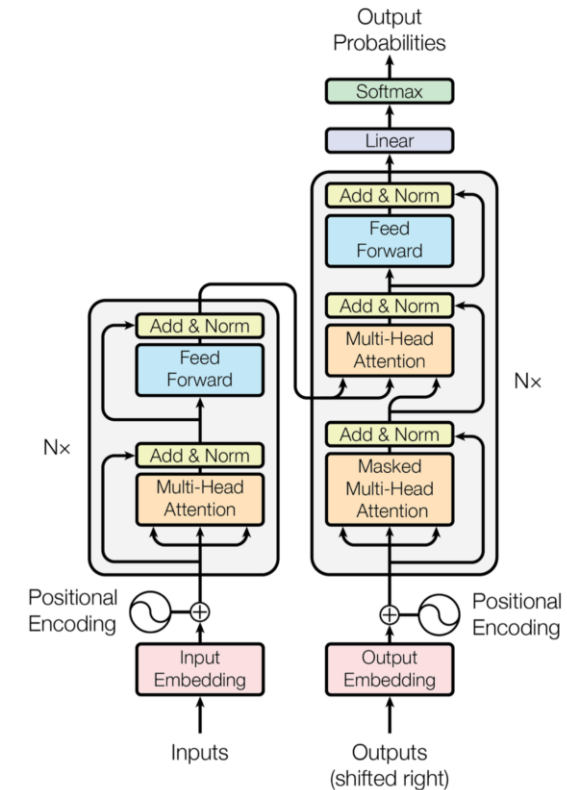 Output
Probabilities
Softmax
Linear
Add & Norm
Feed
Forward
Add & Norm
Multi-Head
Attention
Add & Norm
Masked
Multi-Head
Attention
N×
Add & Norm
Feed
Forward
Add & Norm
Multi-Head
Attention
N×
Positional
Encoding
Positional
Encoding
Input
Embedding
Output
Embedding
Inputs
Outputs
(shifted right)